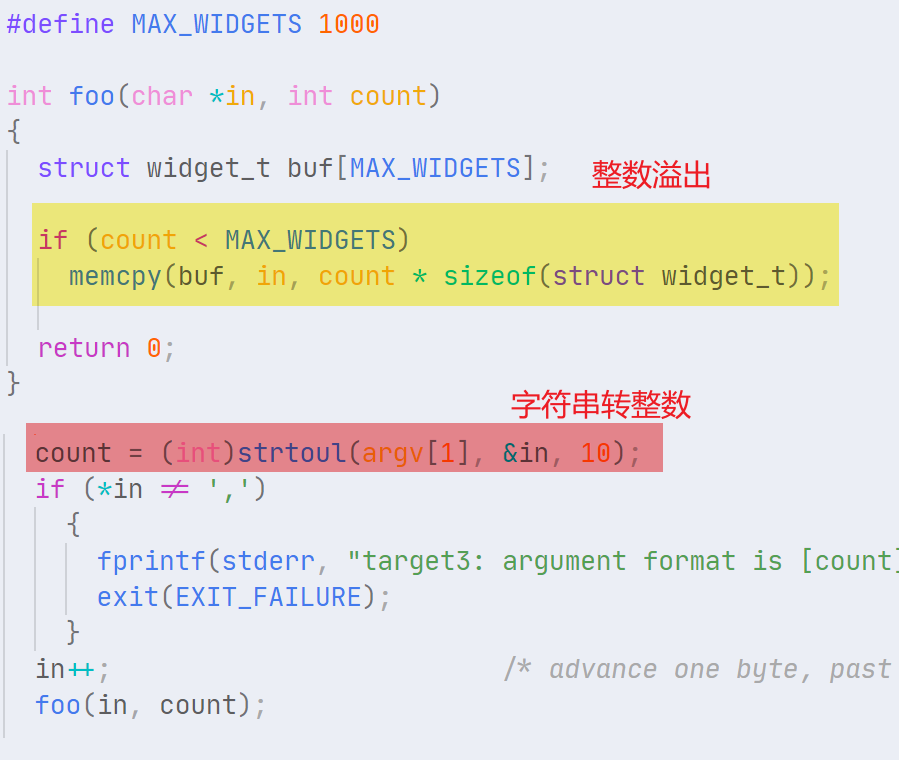 #define MAX_WIDGETS 1000
int foo(char *in, int count)
{
struct widget_t buf[MAX_WIDGETS];
整数溢出
if (count < MAX_WIDGETS)
memcpy(buf, in, count * sizeof(struct widget_t));
return 0;
}
字符串转整数
count = (int)strtoul(argv[1], &in, 10);
if (*in != ',')
{
fprintf(stderr, "target3: argument format is [count]
exit(EXIT_FAILURE);
}
in++; /* advance one byte, past
foo(in, count);